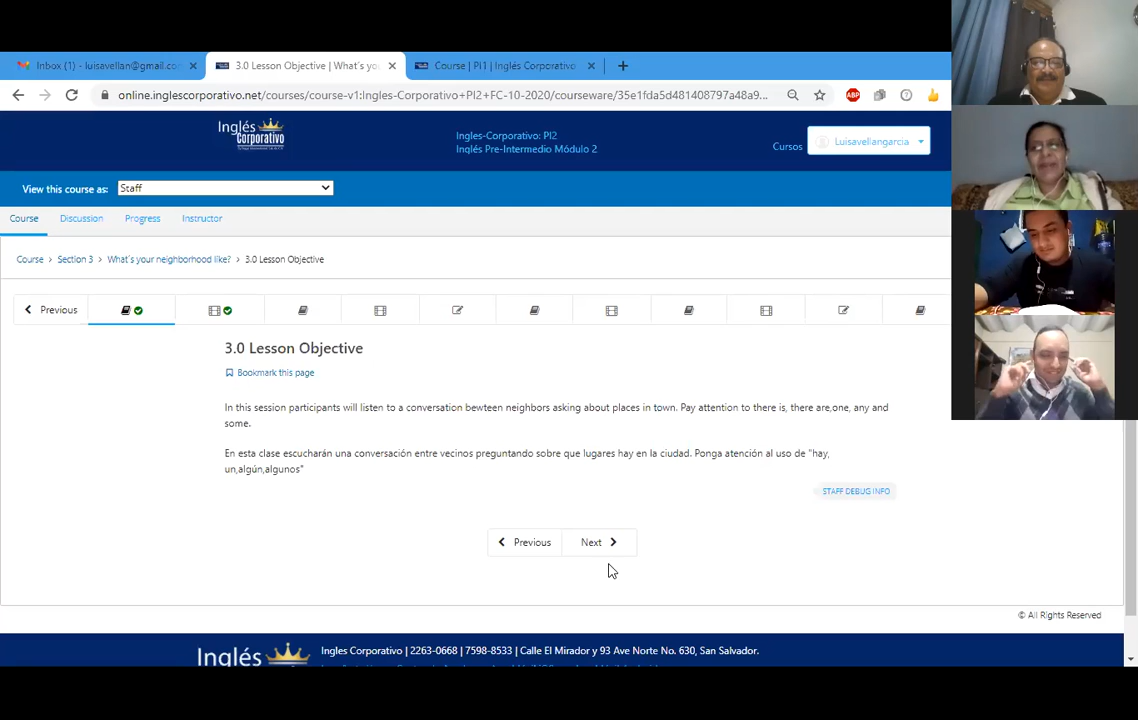 Inbox (1) - luisavellan@gmail.co
3.0 Lesson Objective | What's yo
Course | PI1 | Inglés Corporativo
online.inglescorporativo.net/courses/course-v1:Ingles-Corporativo+PI2+FC-10-2020/courseware/35e1fda5d481408797a48a9...
ABP
Inglés
Corporativo
Ingles-Corporativo: PI2
Inglés Pre-Intermedio Módulo 2
Cursos
Luisavellangarcia
View this course as:
Staff
Course
Discussion
Progress
Instructor
Course > Section 3 > What's your neighborhood like? > 3.0 Lesson Objective
Previous
3.0 Lesson Objective
Bookmark this page
In this session participants will listen to a conversation bewteen neighbors asking about places in town. Pay attention to there is, there are,one, any and
some.
En esta clase escucharán una conversación entre vecinos preguntando sobre que lugares hay en la ciudad. Ponga atención al uso de "hay,
un,algún,algunos"
STAFF DEBUG INFO
Previous
Next
© All Rights Reserved
Inglés
Ingles Corporativo | 2263-0668 | 7598-8533 | Calle El Mirador y 93 Ave Norte No. 630, San Salvador.